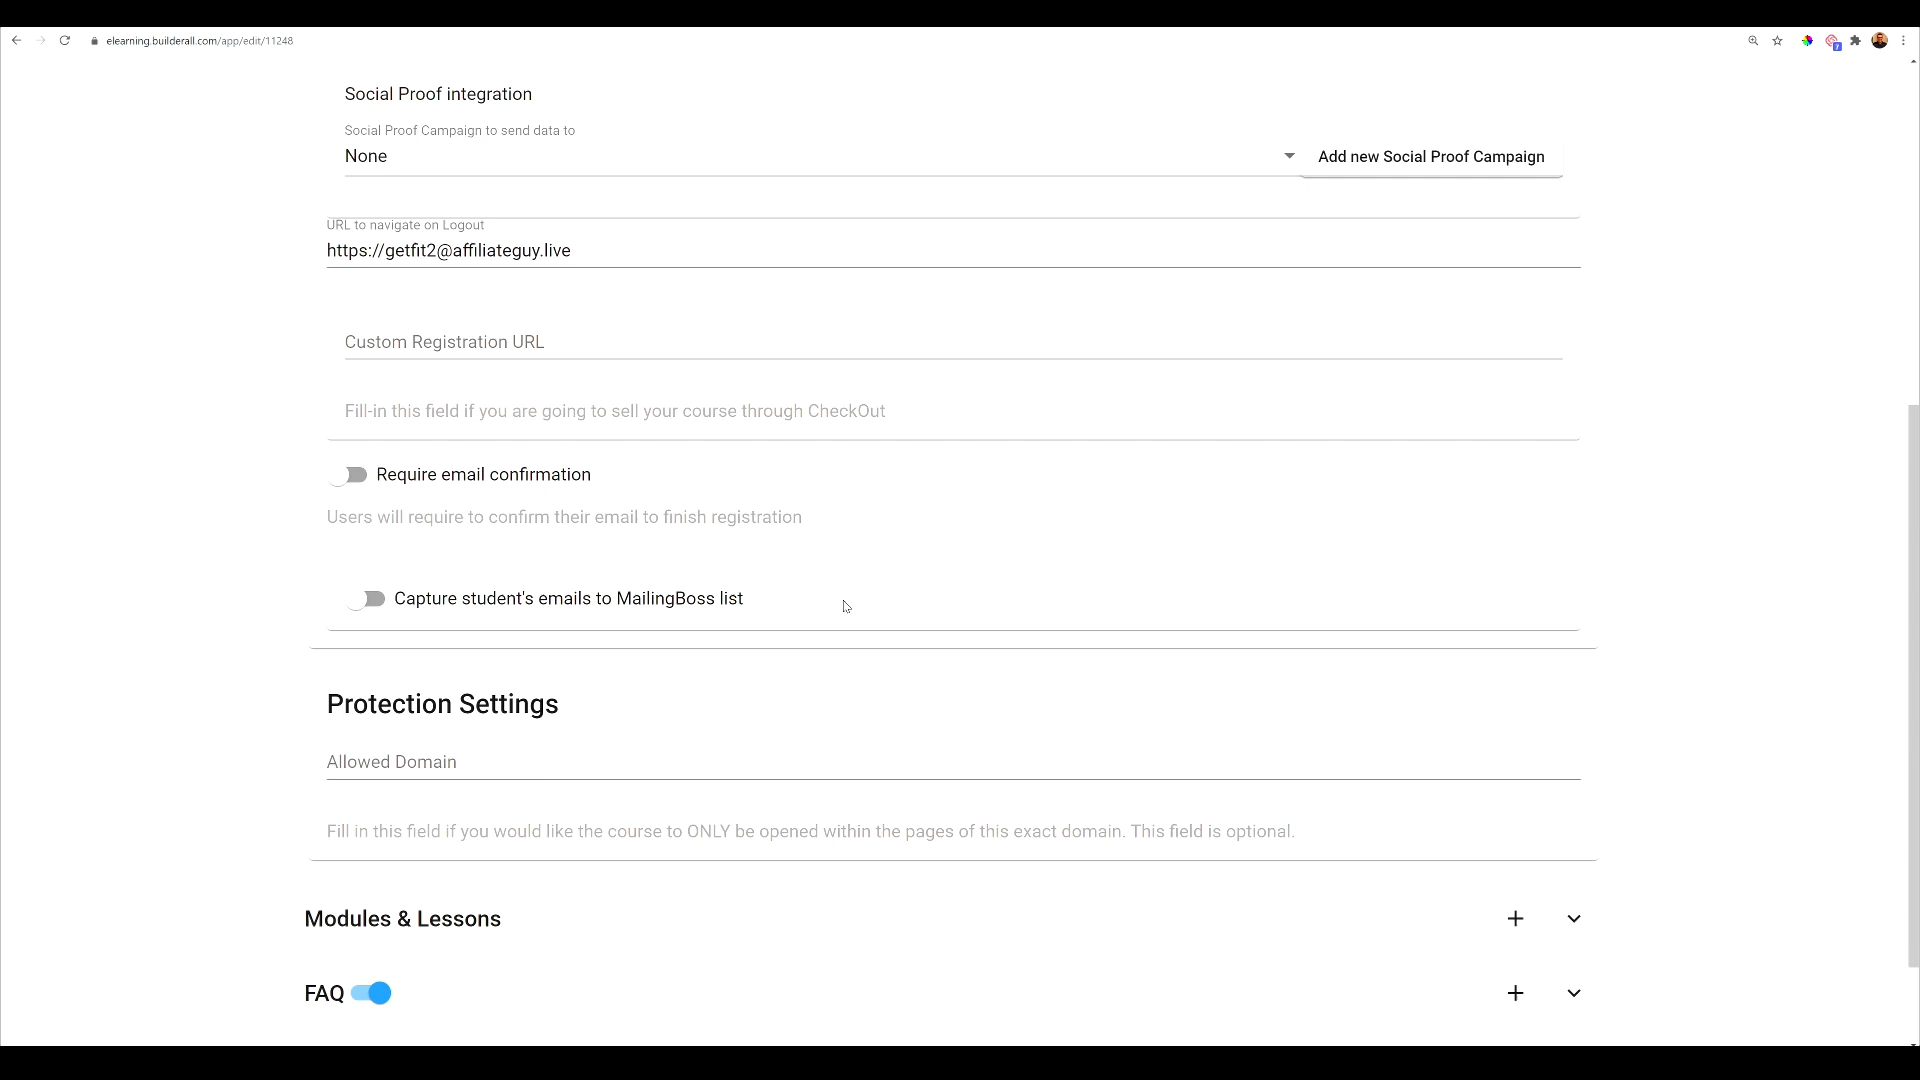 elearning.builderall.com/app/edit/11248
7
Social Proof integration
Social Proof Campaign to send data to
None
Add new Social Proof Campaign
URL to navigate on Logout
https://getfit2@affiliateguy.live
Custom Registration URL
Fill-in this field if you are going to sell your course through CheckOut
Require email confirmation
Users will require to confirm their email to finish registration
Capture student's emails to MailingBoss list
Protection Settings
Allowed Domain
Fill in this field if you would like the course to ONLY be opened within the pages of this exact domain. This field is optional.
Modules & Lessons
FAQ